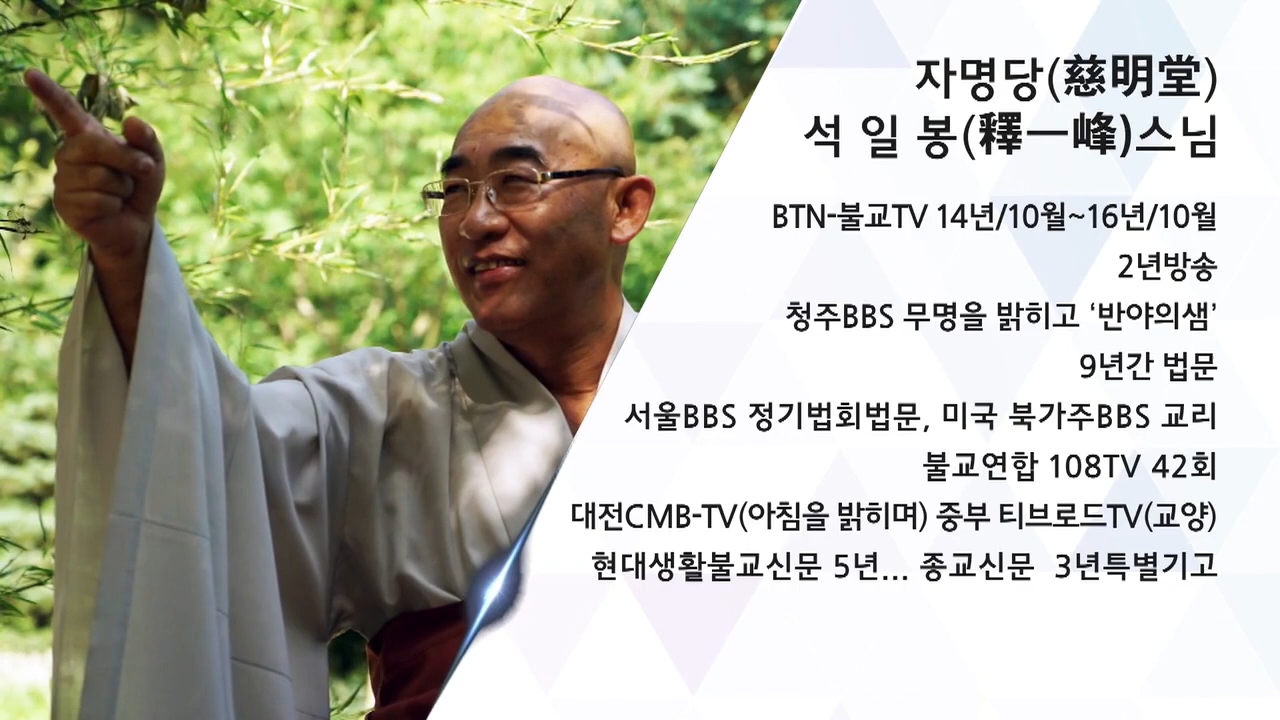 자명당(慈明堂)
석 일 봉(釋一峰)스님
BTN-불교TV 14년/10월~16년/10월
2년방송
청주BBS 무명을 밝히고 ‘반야의샘’
9년간 법문
서울BBS 정기법회법문, 미국 북가주BBS 교리
불교연합 108TV 42회
대전CMB-TV(아침을 밝히며) 중부 티브로드TV(교양)
현대생활불교신문 5년... 종교신문 3년특별기고